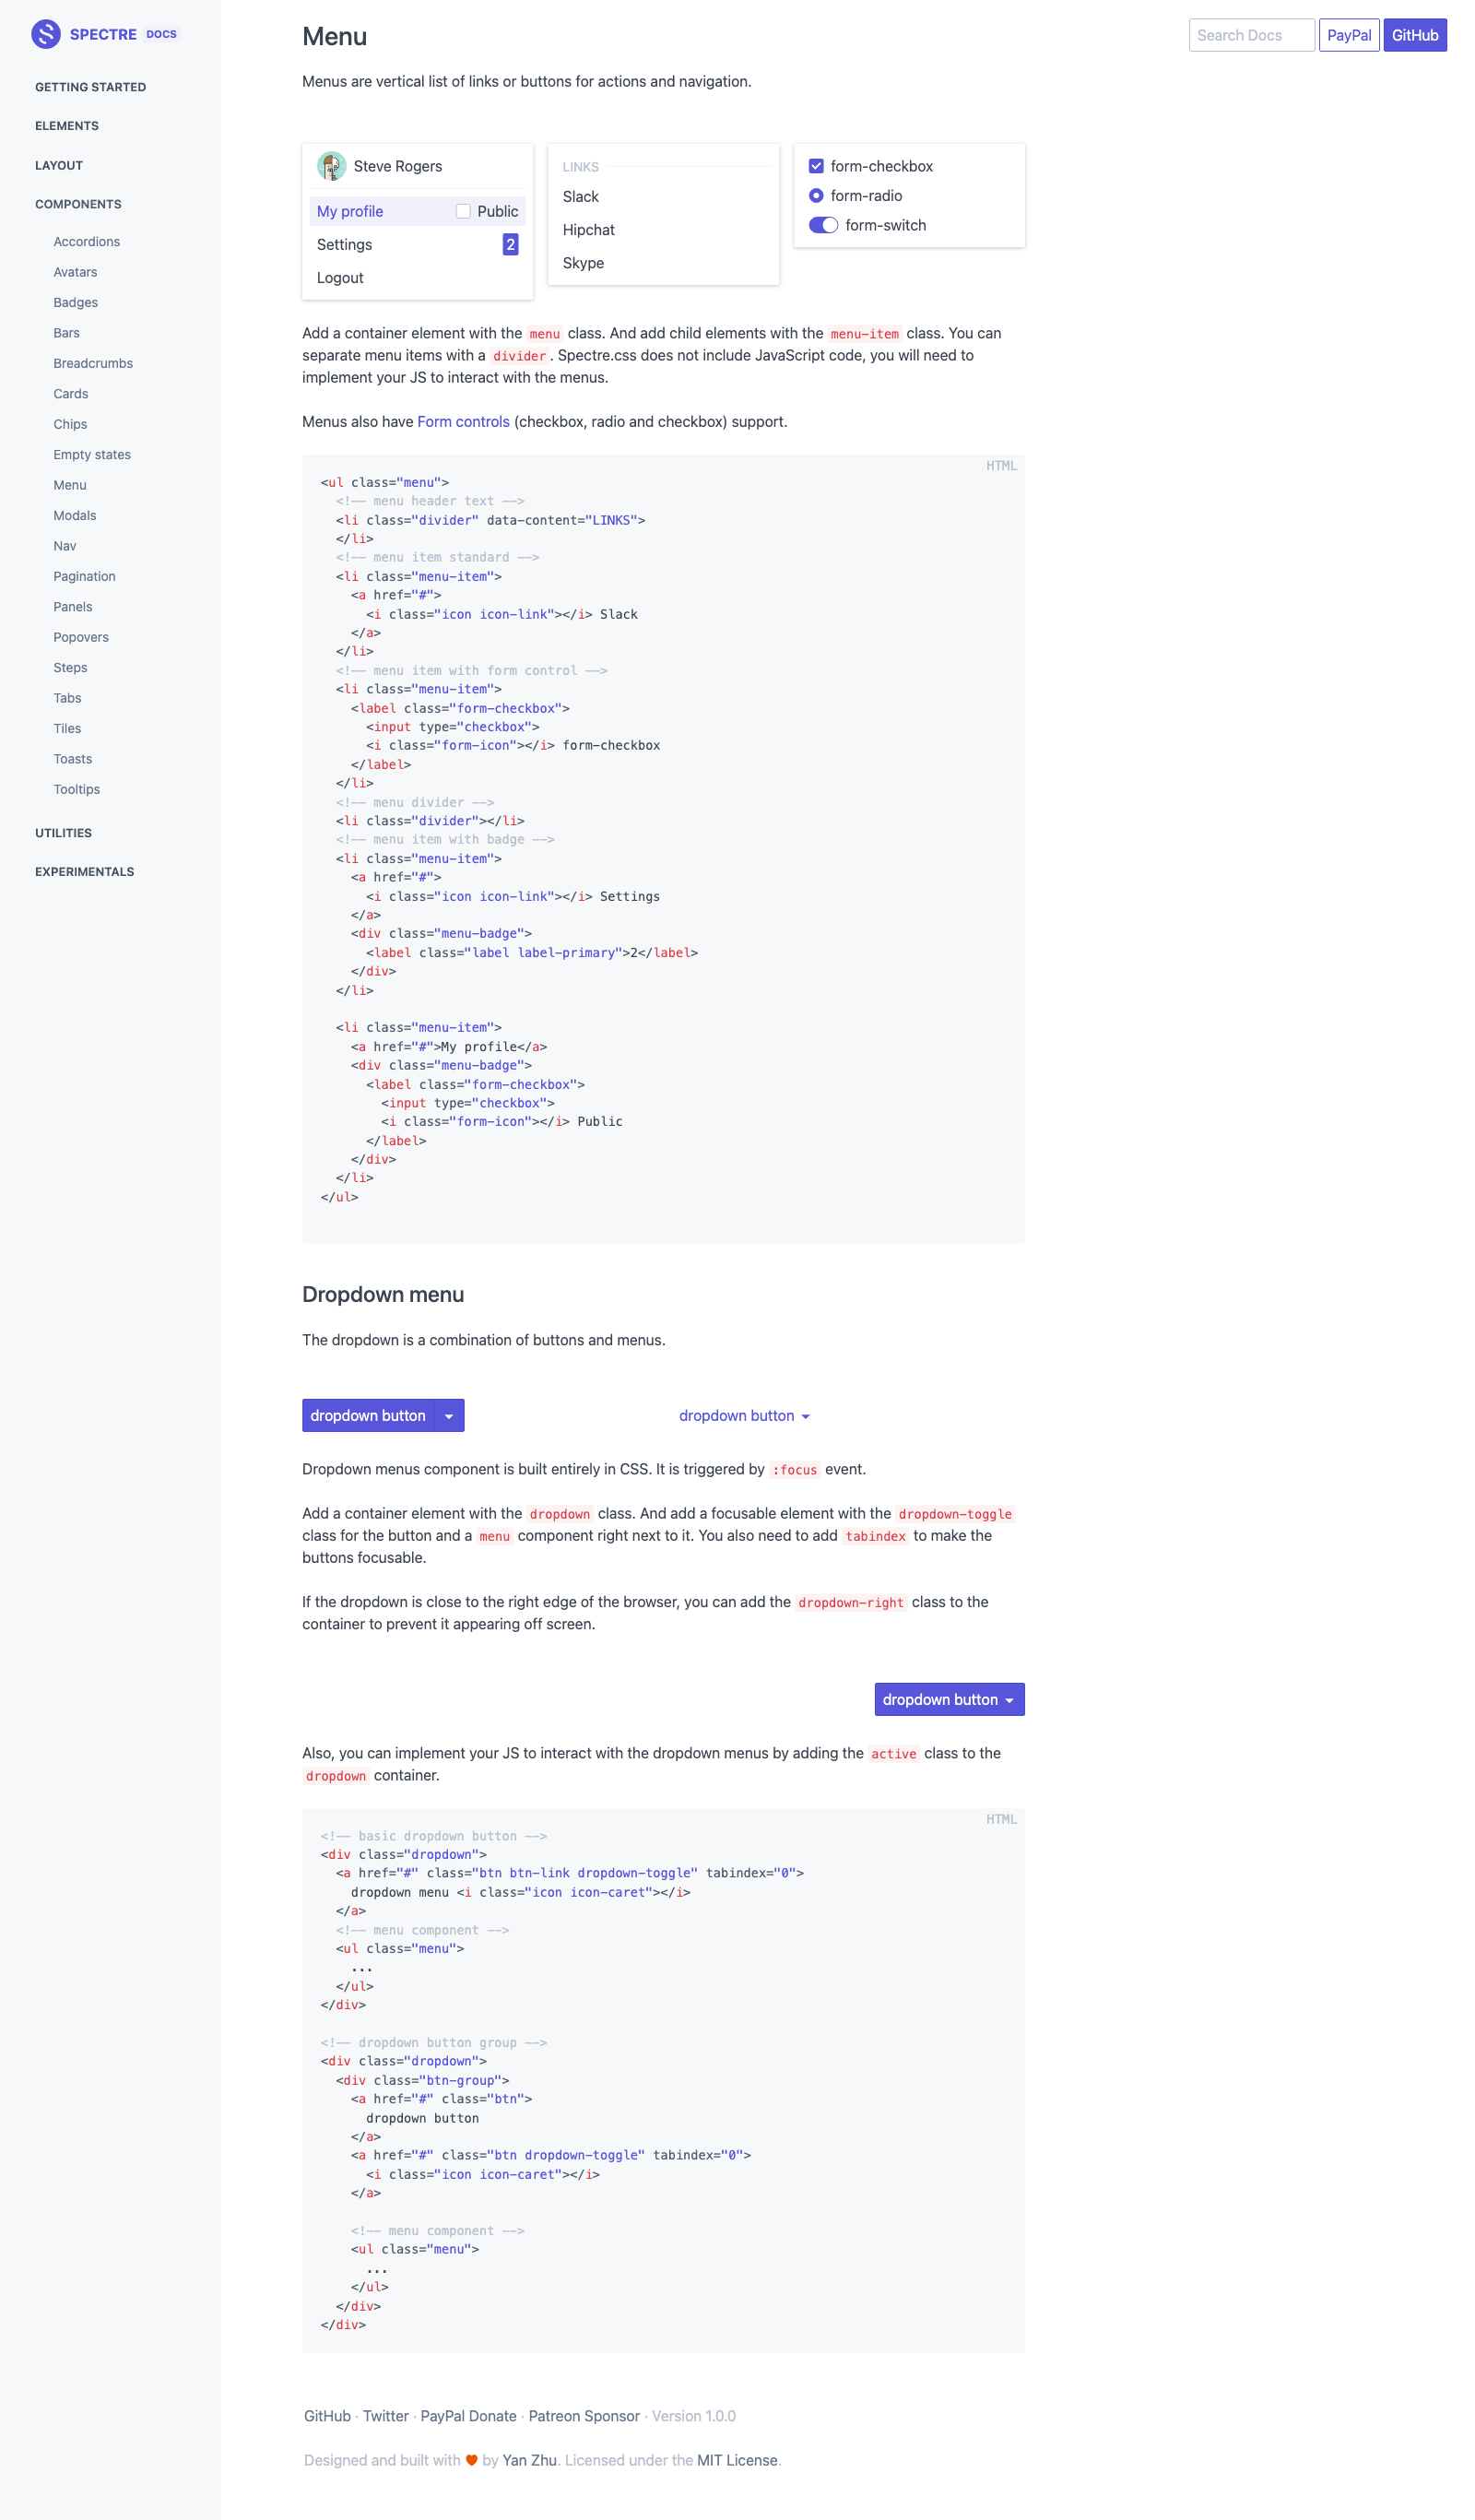 SPECTRE DOCS
GETTING STARTED
ELEMENTS
LAYOUT
COMPONENTS
Accordions
Avatars
Badges
Bars
Breadcrumbs
Cards
Chips
Empty states
Menu
Modals
Nav
Pagination
Panels
Popovers
Steps
Tabs
Tiles
Toasts
Tooltips
UTILITIES
EXPERIMENTALS
Search Docs PayPal GitHub
Menu
Menus are vertical list of links or buttons for actions and navigation.
Steve Rogers
My profile Public
Settings 2
Logout
LINKS
Slack
Hipchat
Skype
form-checkbox
form-radio
form-switch
Add a container element with the menu class. And add child elements with the menu-item class. You can
separate menu items with a divider. Spectre.css does not include JavaScript code, you will need to
implement your JS to interact with the menus.
Menus also have Form controls (checkbox, radio and checkbox) support.
HTML
<ul class="menu">
  <!-- menu header text -->
  <li class="divider" data-content="LINKS">
  </li>
  <!-- menu item standard -->
  <li class="menu-item">
    <a href="#">
      <i class="icon icon-link"></i> Slack
    </a>
  </li>
  <!-- menu item with form control -->
  <li class="menu-item">
    <label class="form-checkbox">
      <input type="checkbox">
      <i class="form-icon"></i> form-checkbox
    </label>
  </li>
  <!-- menu divider -->
  <li class="divider"></li>
  <!-- menu item with badge -->
  <li class="menu-item">
    <a href="#">
      <i class="icon icon-link"></i> Settings
    </a>
    <div class="menu-badge">
      <label class="label label-primary">2</label>
    </div>
  </li>

  <li class="menu-item">
    <a href="#">My profile</a>
    <div class="menu-badge">
      <label class="form-checkbox">
        <input type="checkbox">
        <i class="form-icon"></i> Public
      </label>
    </div>
  </li>
</ul>
Dropdown menu
The dropdown is a combination of buttons and menus.
dropdown button dropdown button
Dropdown menus component is built entirely in CSS. It is triggered by :focus event.
Add a container element with the dropdown class. And add a focusable element with the dropdown-toggle
class for the button and a menu component right next to it. You also need to add tabindex to make the
buttons focusable.
If the dropdown is close to the right edge of the browser, you can add the dropdown-right class to the
container to prevent it appearing off screen.
dropdown button
Also, you can implement your JS to interact with the dropdown menus by adding the active class to the
dropdown container.
HTML
<!-- basic dropdown button -->
<div class="dropdown">
  <a href="#" class="btn btn-link dropdown-toggle" tabindex="0">
    dropdown menu <i class="icon icon-caret"></i>
  </a>
  <!-- menu component -->
  <ul class="menu">
    ...
  </ul>
</div>

<!-- dropdown button group -->
<div class="dropdown">
  <div class="btn-group">
    <a href="#" class="btn">
      dropdown button
    </a>
    <a href="#" class="btn dropdown-toggle" tabindex="0">
      <i class="icon icon-caret"></i>
    </a>

    <!-- menu component -->
    <ul class="menu">
      ...
    </ul>
  </div>
</div>
GitHub · Twitter · PayPal Donate · Patreon Sponsor · Version 1.0.0
Designed and built with ♥ by Yan Zhu. Licensed under the MIT License.